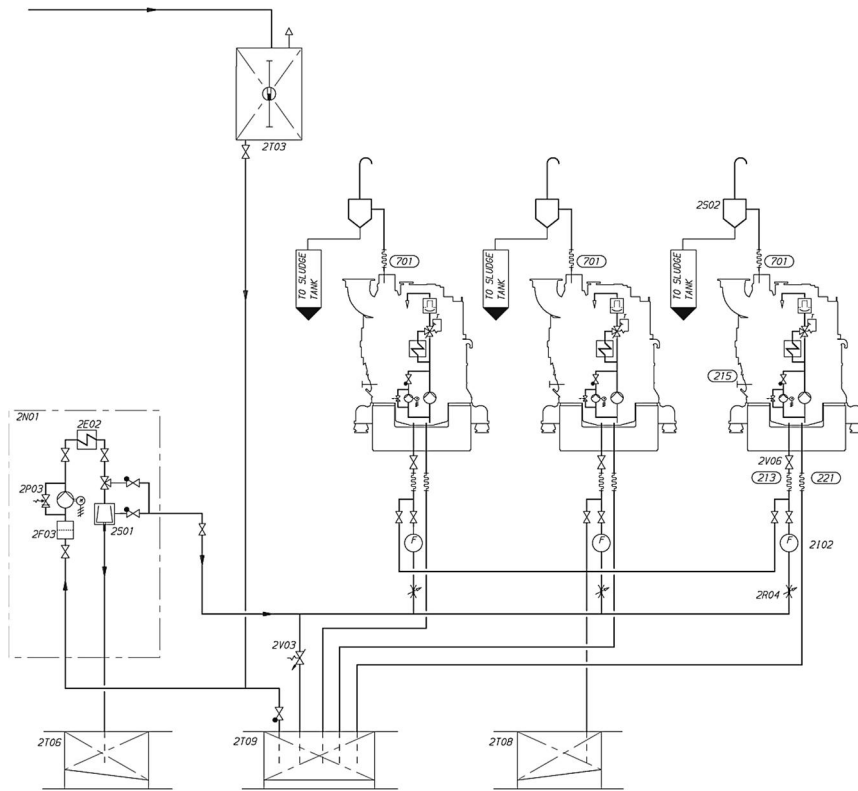 2T03
2S02
701
701
701
TO SLUDGE
TANK
TO SLUDGE
TANK
TO SLUDGE
TANK
215
2N01
2E02
2V06
2P03
213
221
2F03
2S01
F
F
F
2I02
2R04
2V03
2T06
2T09
2T08